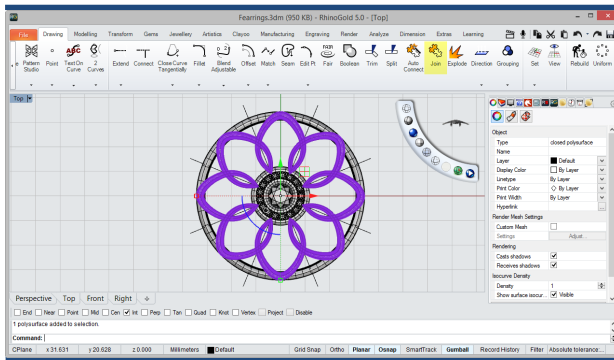 Fearrings.3dm (950 KB) - RhinoGold 5.0 - [Top]
File Drawing Modelling Transform Gems Jewellery Artistics Clayoo Manufacturing Engraving Render Analyze Dimension Extras Learning
Pattern Studio Point Text On Curve 2 Curves Extend Connect Close Curve Tangentially Fillet Blend Adjustable Offset Match Seam Edit Pt Fair Boolean Trim Split Auto Connect Join Explode Direction Grouping Set View Rebuild Uniform
Top
Object
Type closed polysurface
Name
Layer Default
Display Color By Layer
Linetype By Layer
Print Color By Layer
Print Width By Layer
Hyperlink ...
Render Mesh Settings
Custom Mesh
Settings Adjust...
Rendering
Casts shadows
Receives shadows
Isocurve Density
Density 1
Show surface isocur... Visible
Perspective Top Front Right
End Near Point Mid Cen Int Perp Tan Quad Knot Vertex Project Disable
1 polysurface added to selection.
Command:
CPlane x 31.631 y 20.628 z 0.000 Millimeters Default Grid Snap Ortho Planar Osnap SmartTrack Gumball Record History Filter Absolute tolerance:...